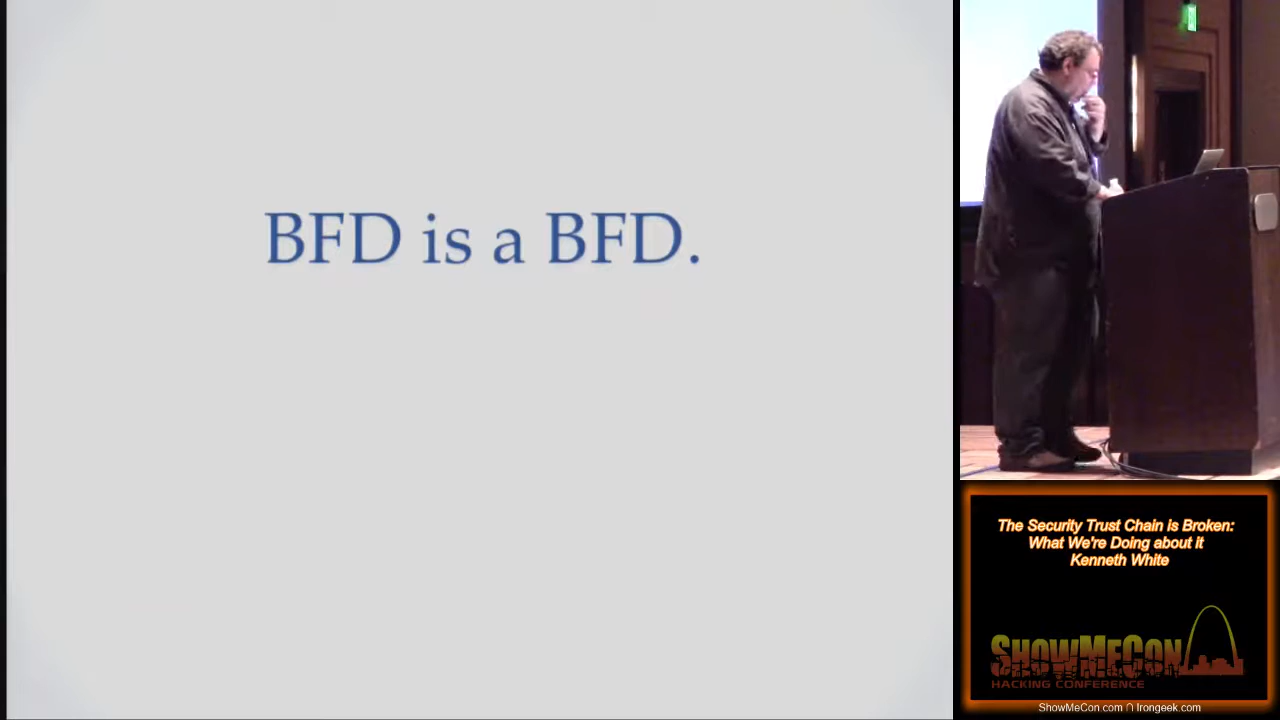 BFD is a BFD.
The Security Trust Chain is Broken:
What We're Doing about it
Kenneth White
ShowMeCon
HACKING CONFERENCE
ShowMeCon.com ∩ Irongeek.com